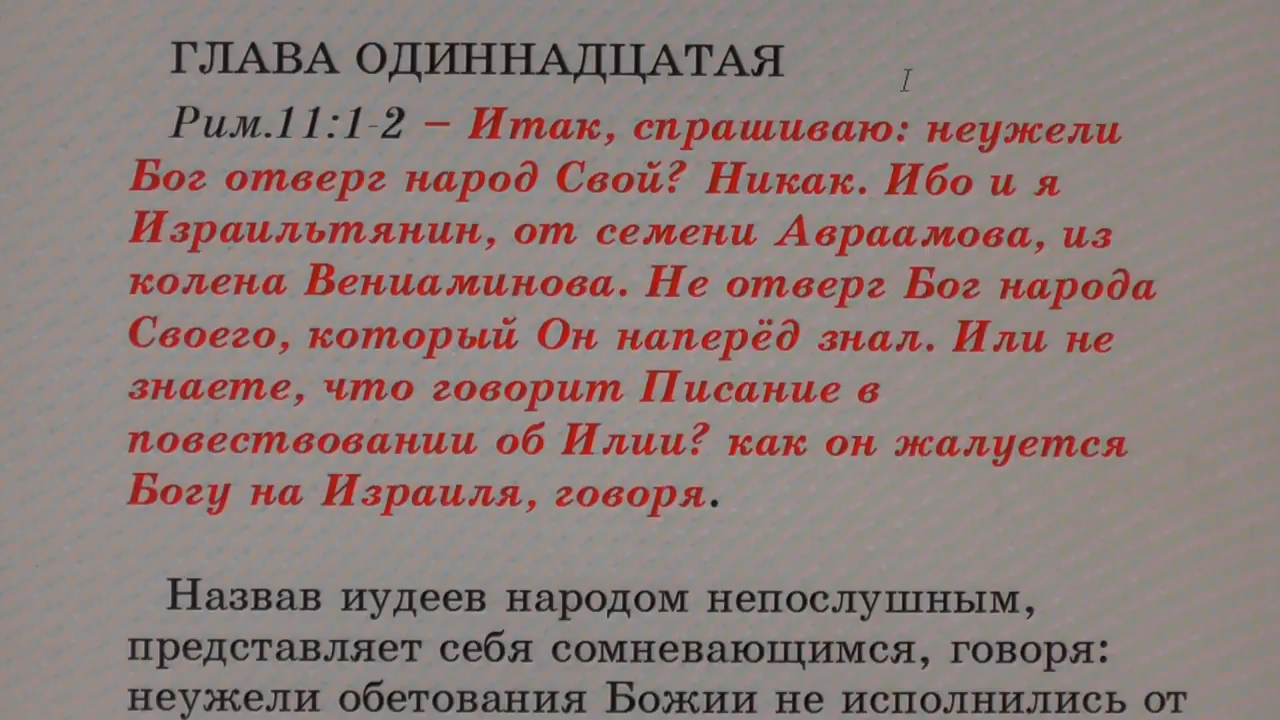 ГЛАВА ОДИННАДЦАТАЯ
Рим.11:1-2 – Итак, спрашиваю: неужели
Бог отверг народ Свой? Никак. Ибо и я
Израильтянин, от семени Авраамова, из
колена Вениаминова. Не отверг Бог народа
Своего, который Он наперёд знал. Или не
знаете, что говорит Писание в
повествовании об Илии? как он жалуется
Богу на Израиля, говоря.
Назвав иудеев народом непослушным,
представляет себя сомневающимся, говоря:
неужели обетования Божии не исполнились от